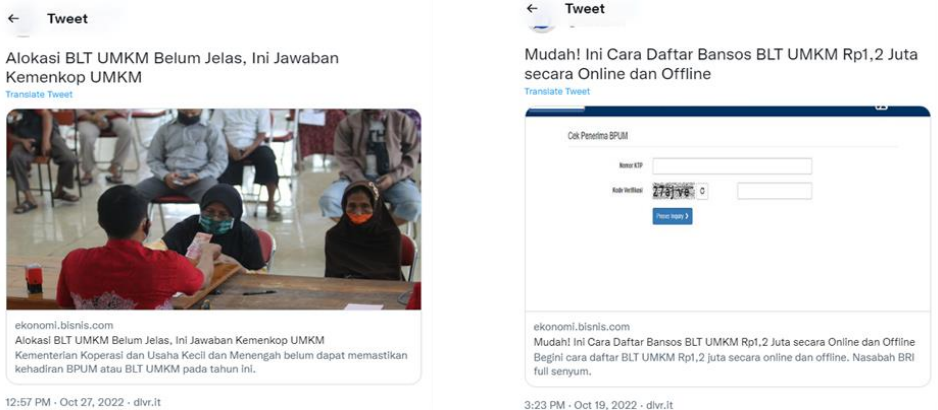 ← Tweet
Alokasi BLT UMKM Belum Jelas, Ini Jawaban
Kemenkop UMKM
Translate Tweet
ekonomi.bisnis.com
Alokasi BLT UMKM Belum Jelas, Ini Jawaban Kemenkop UMKM
Kementerian Koperasi dan Usaha Kecil dan Menengah belum dapat memastikan
kehadiran BPUM atau BLT UMKM pada tahun ini.
12:57 PM · Oct 27, 2022 · dlvr.it
← Tweet
Mudah! Ini Cara Daftar Bansos BLT UMKM Rp1,2 Juta
secara Online dan Offline
Translate Tweet
Cek Penerima BPUM
Nomor KTP
Kode Verifikasi
Proses Inquiry
ekonomi.bisnis.com
Mudah! Ini Cara Daftar Bansos BLT UMKM Rp1,2 Juta secara Online dan Offline
Begini cara daftar BLT UMKM Rp1,2 juta secara online dan offline. Nasabah BRI
full senyum.
3:23 PM · Oct 19, 2022 · dlvr.it